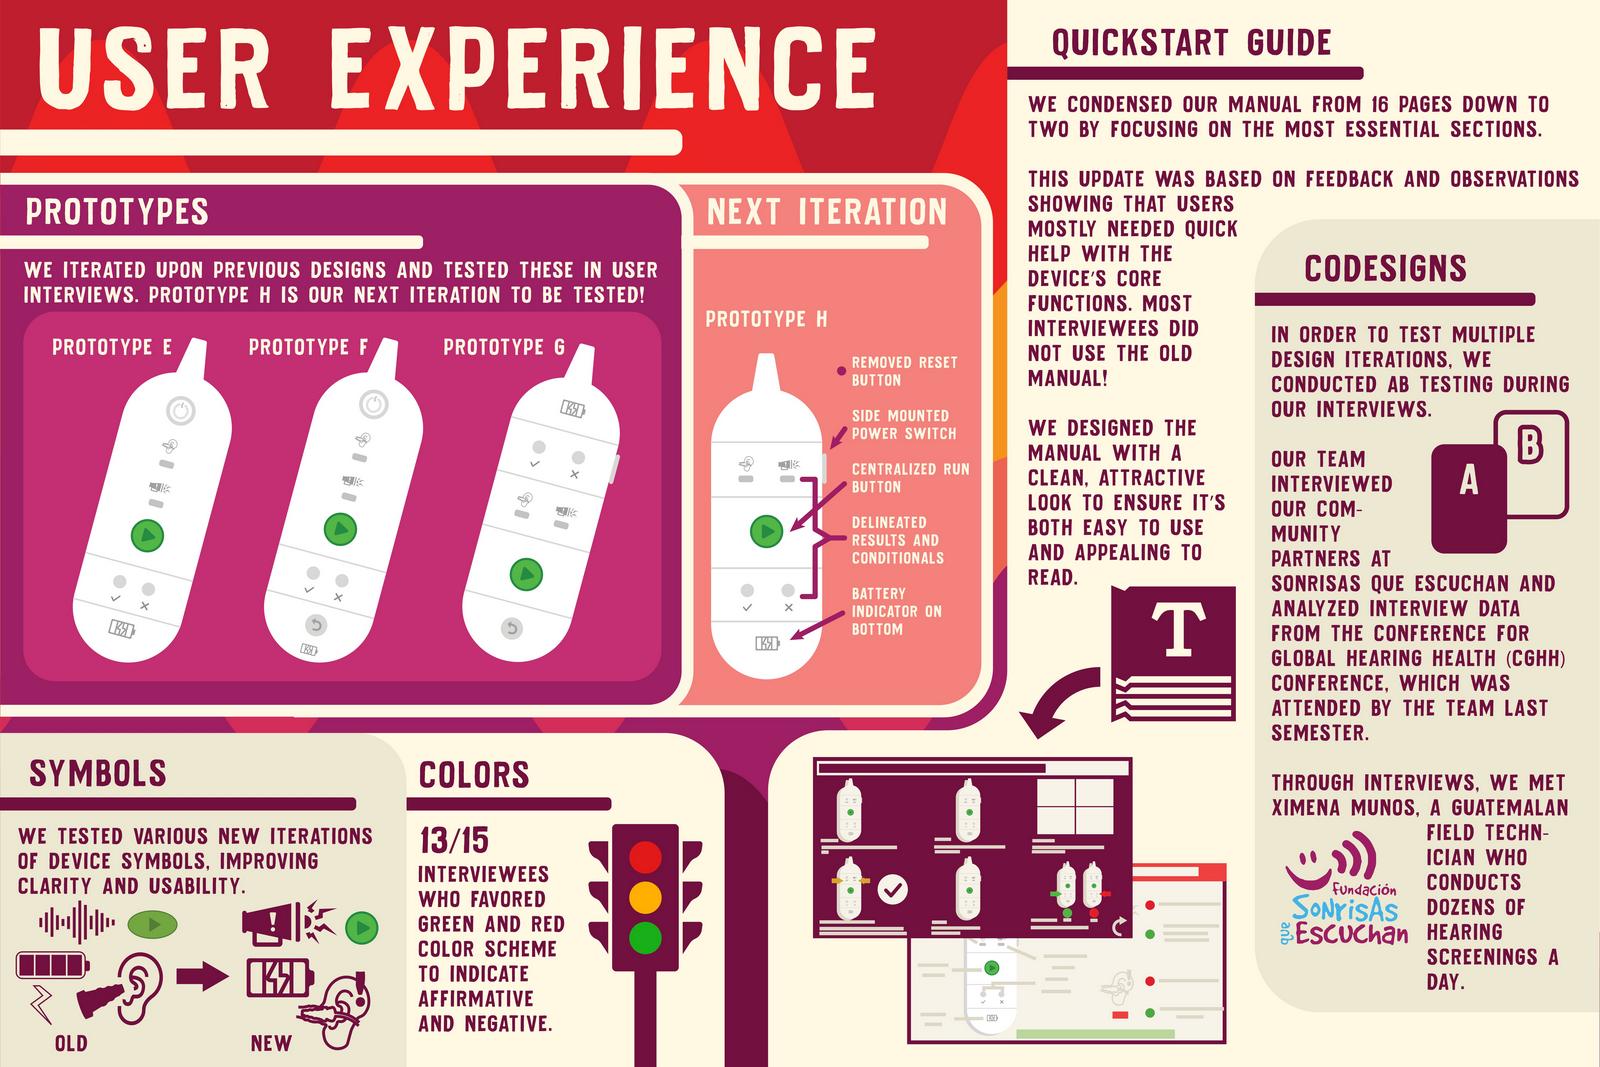 USER EXPERIENCE
PROTOTYPES
WE ITERATED UPON PREVIOUS DESIGNS AND TESTED THESE IN USER
INTERVIEWS. PROTOTYPE H IS OUR NEXT ITERATION TO BE TESTED!
PROTOTYPE E
PROTOTYPE F
PROTOTYPE G
NEXT ITERATION
PROTOTYPE H
REMOVED RESET
BUTTON
SIDE MOUNTED
POWER SWITCH
CENTRALIZED RUN
BUTTON
DELINEATED
RESULTS AND
CONDITIONALS
BATTERY
INDICATOR ON
BOTTOM
SYMBOLS
WE TESTED VARIOUS NEW ITERATIONS
OF DEVICE SYMBOLS, IMPROVING
CLARITY AND USABILITY.
OLD
NEW
COLORS
13/15
INTERVIEWEES
WHO FAVORED
GREEN AND RED
COLOR SCHEME
TO INDICATE
AFFIRMATIVE
AND NEGATIVE.
QUICKSTART GUIDE
WE CONDENSED OUR MANUAL FROM 16 PAGES DOWN TO
TWO BY FOCUSING ON THE MOST ESSENTIAL SECTIONS.
THIS UPDATE WAS BASED ON FEEDBACK AND OBSERVATIONS
SHOWING THAT USERS
MOSTLY NEEDED QUICK
HELP WITH THE
DEVICE'S CORE
FUNCTIONS. MOST
INTERVIEWEES DID
NOT USE THE OLD
MANUAL!
WE DESIGNED THE
MANUAL WITH A
CLEAN, ATTRACTIVE
LOOK TO ENSURE IT'S
BOTH EASY TO USE
AND APPEALING TO
READ.
T
CODESIGNS
IN ORDER TO TEST MULTIPLE
DESIGN ITERATIONS, WE
CONDUCTED AB TESTING DURING
OUR INTERVIEWS.
A
B
OUR TEAM
INTERVIEWED
OUR COM-
MUNITY
PARTNERS AT
SONRISAS QUE ESCUCHAN AND
ANALYZED INTERVIEW DATA
FROM THE CONFERENCE FOR
GLOBAL HEARING HEALTH (CGHH)
CONFERENCE, WHICH WAS
ATTENDED BY THE TEAM LAST
SEMESTER.
THROUGH INTERVIEWS, WE MET
XIMENA MUNOS, A GUATEMALAN
FIELD TECHN-
ICIAN WHO
CONDUCTS
DOZENS OF
HEARING
SCREENINGS A
DAY.
Fundación
SonrisAs
que Escuchan